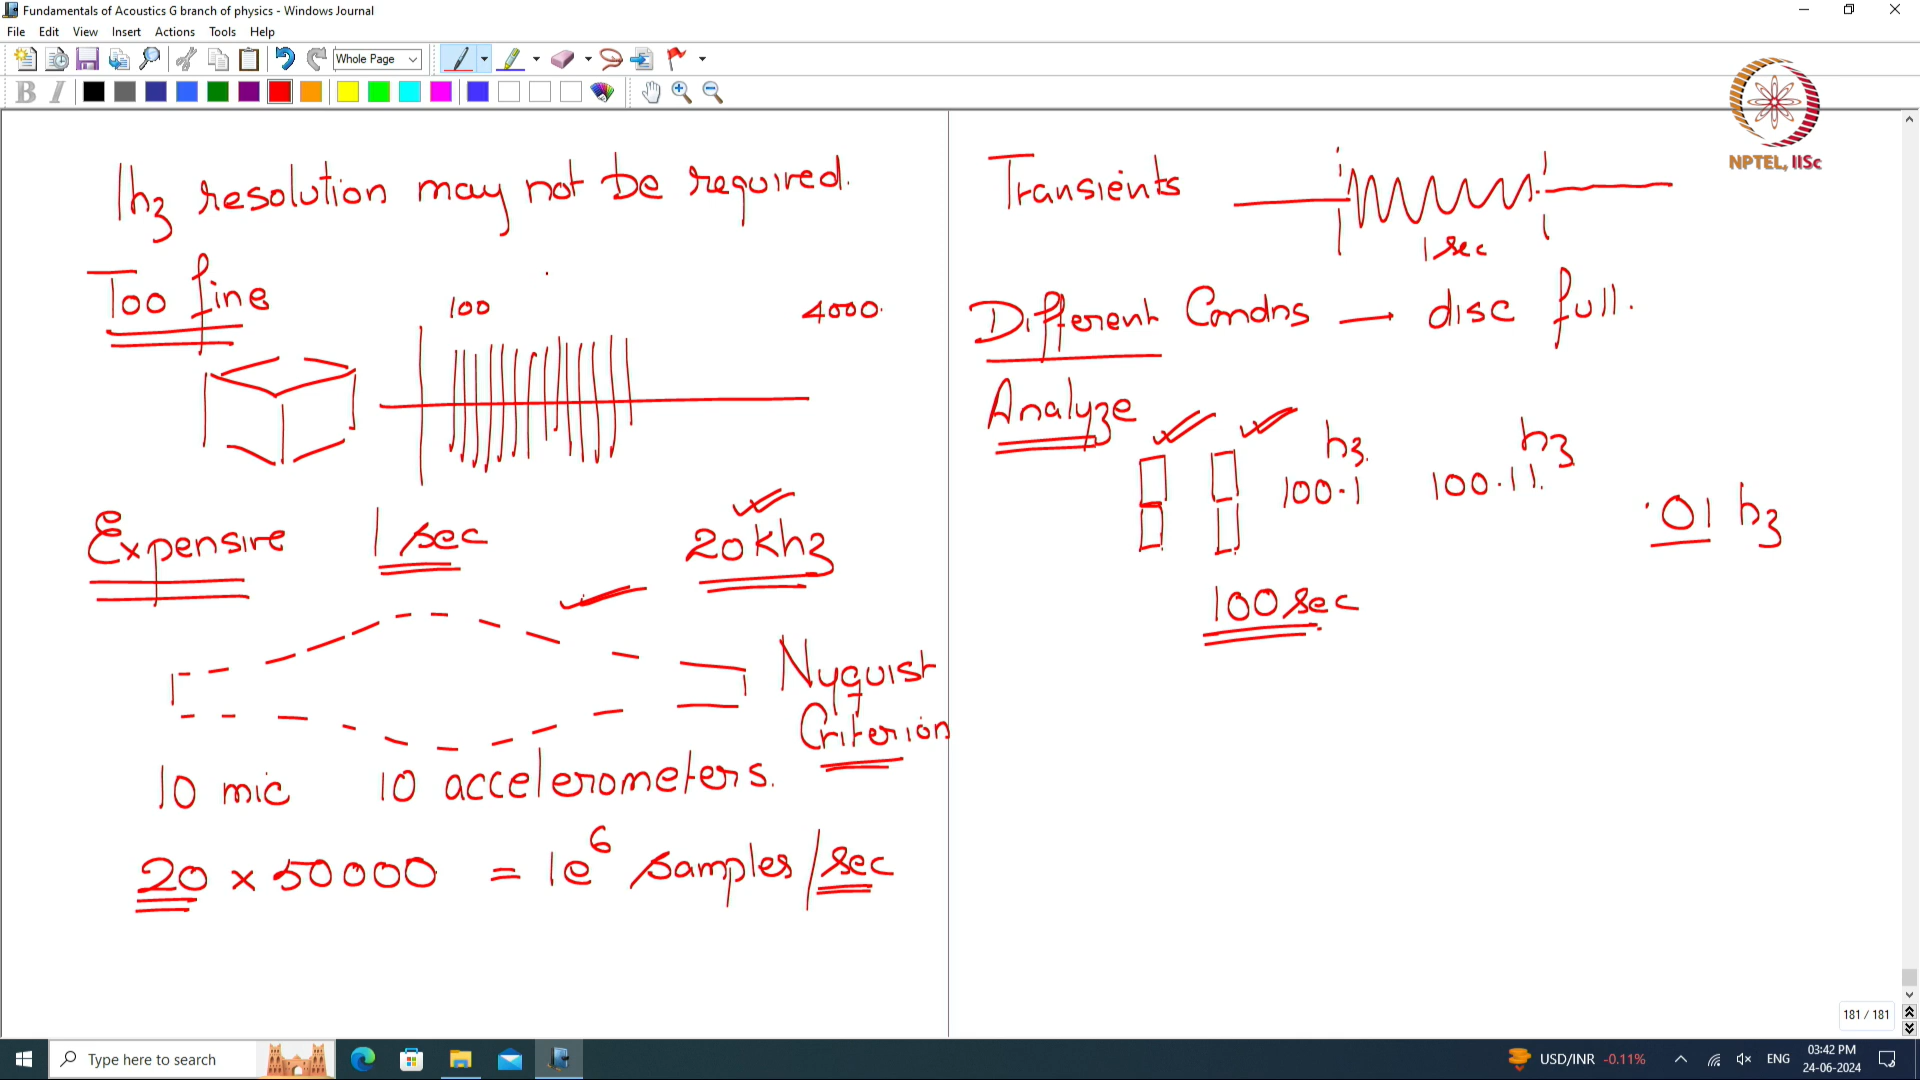 Fundamentals of Acoustics G branch of physics - Windows Journal
File Edit View Insert Actions Tools Help
Whole Page
B I
NPTEL, IISc
1hz resolution may not be required.
Too fine
100 4000.
Expensive 1 sec 20khz
Nyquist
Criterion
10 mic 10 accelerometers.
20 x 50000 = 1e6 samples/sec
Transients
1 sec
Different Condns → disc full.
Analyze
hz. hz
100.1 100.11.
.01 hz
100 sec
181 / 181
Type here to search
USD/INR -0.11%
ENG
03:42 PM
24-06-2024